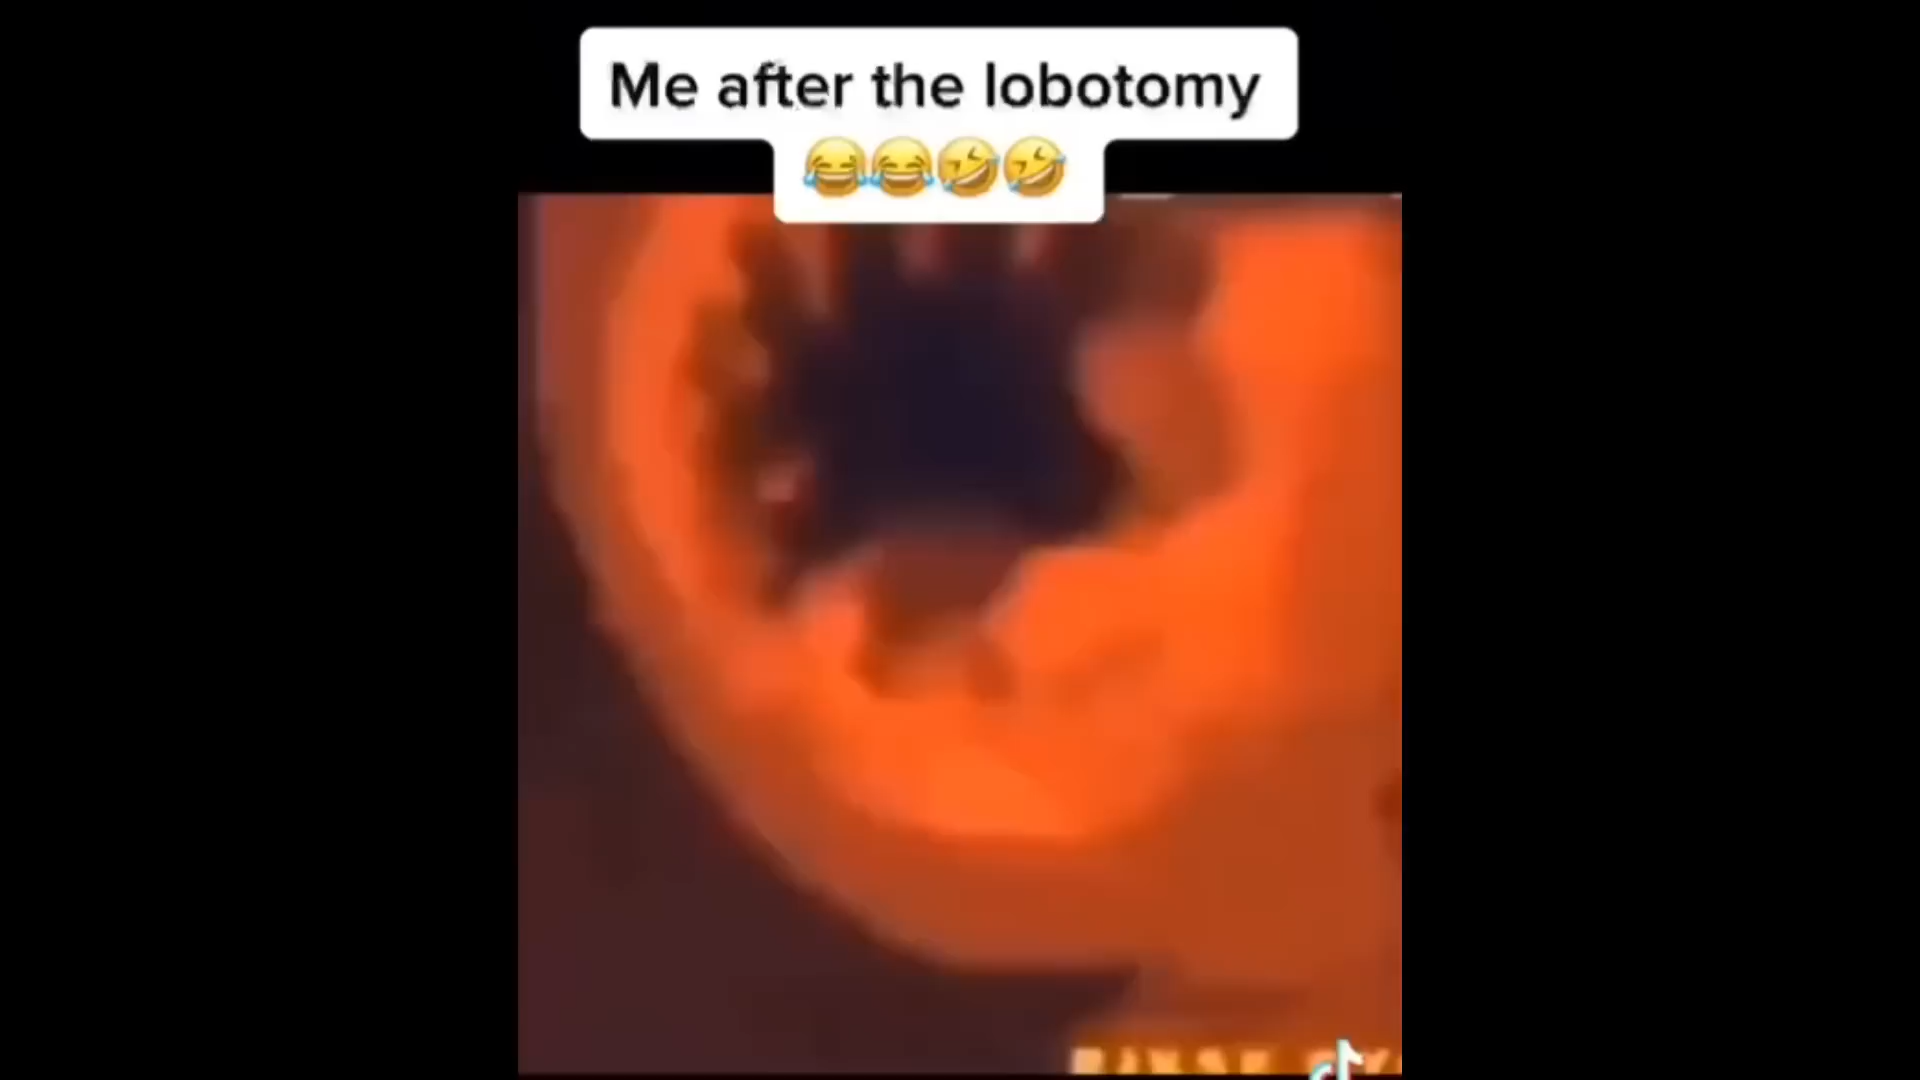 Me after the lobotomy
😂😂🤣🤣